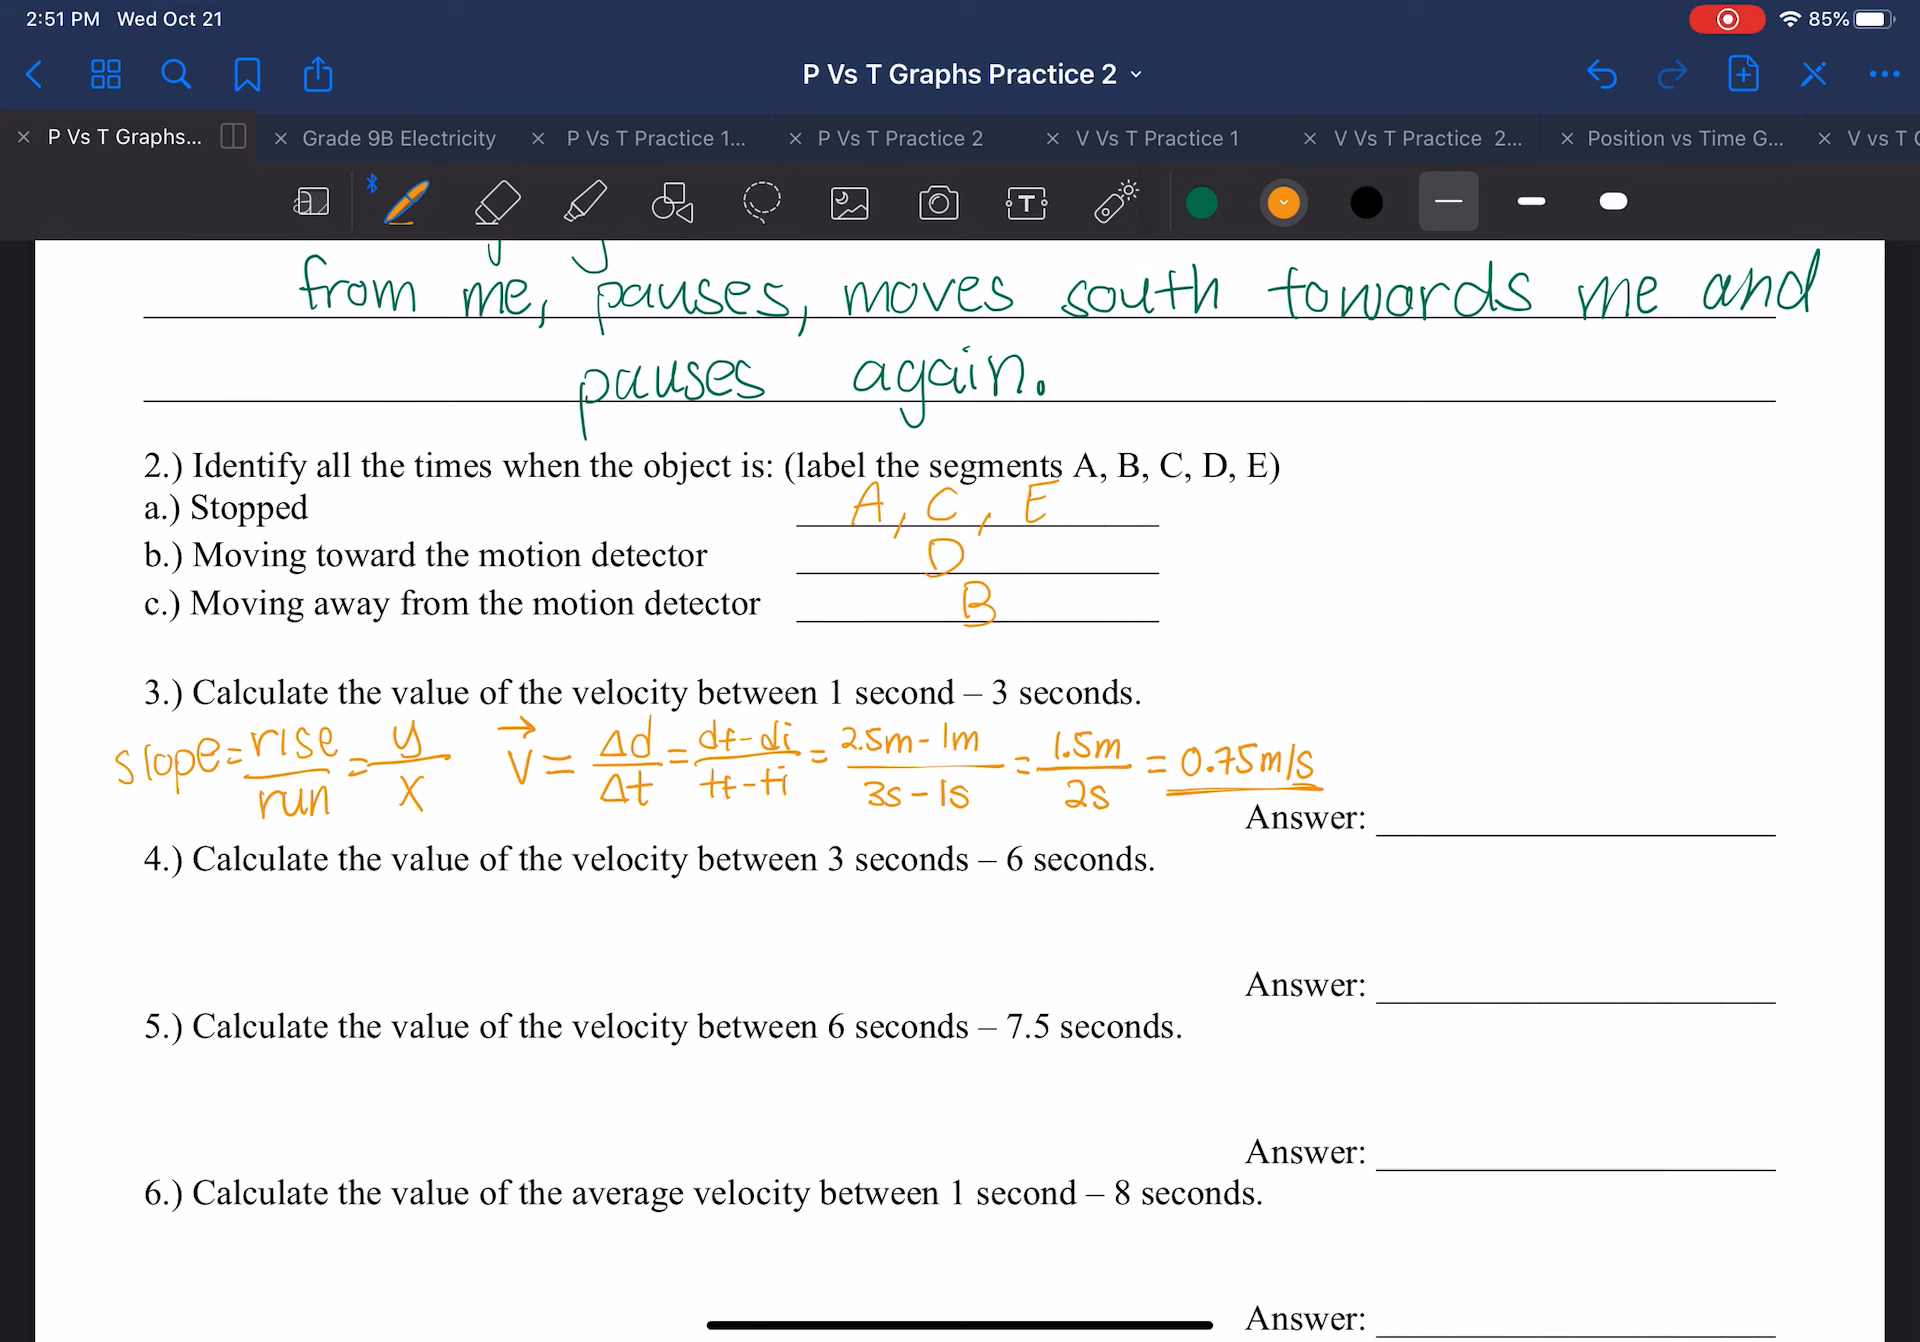 2:51 PM Wed Oct 21
85%
P Vs T Graphs Practice 2
P Vs T Graphs...
Grade 9B Electricity
P Vs T Practice 1...
P Vs T Practice 2
V Vs T Practice 1
V Vs T Practice 2...
Position vs Time G...
V vs T
from me, pauses, moves south towards me and
pauses again.
2.) Identify all the times when the object is: (label the segments A, B, C, D, E)
a.) Stopped A, C, E
b.) Moving toward the motion detector D
c.) Moving away from the motion detector B
3.) Calculate the value of the velocity between 1 second – 3 seconds.
slope = rise/run = y/x v = Δd/Δt = df-di/tf-ti = 2.5m-1m/3s-1s = 1.5m/2s = 0.75m/s
Answer:
4.) Calculate the value of the velocity between 3 seconds – 6 seconds.
Answer:
5.) Calculate the value of the velocity between 6 seconds – 7.5 seconds.
Answer:
6.) Calculate the value of the average velocity between 1 second – 8 seconds.
Answer: